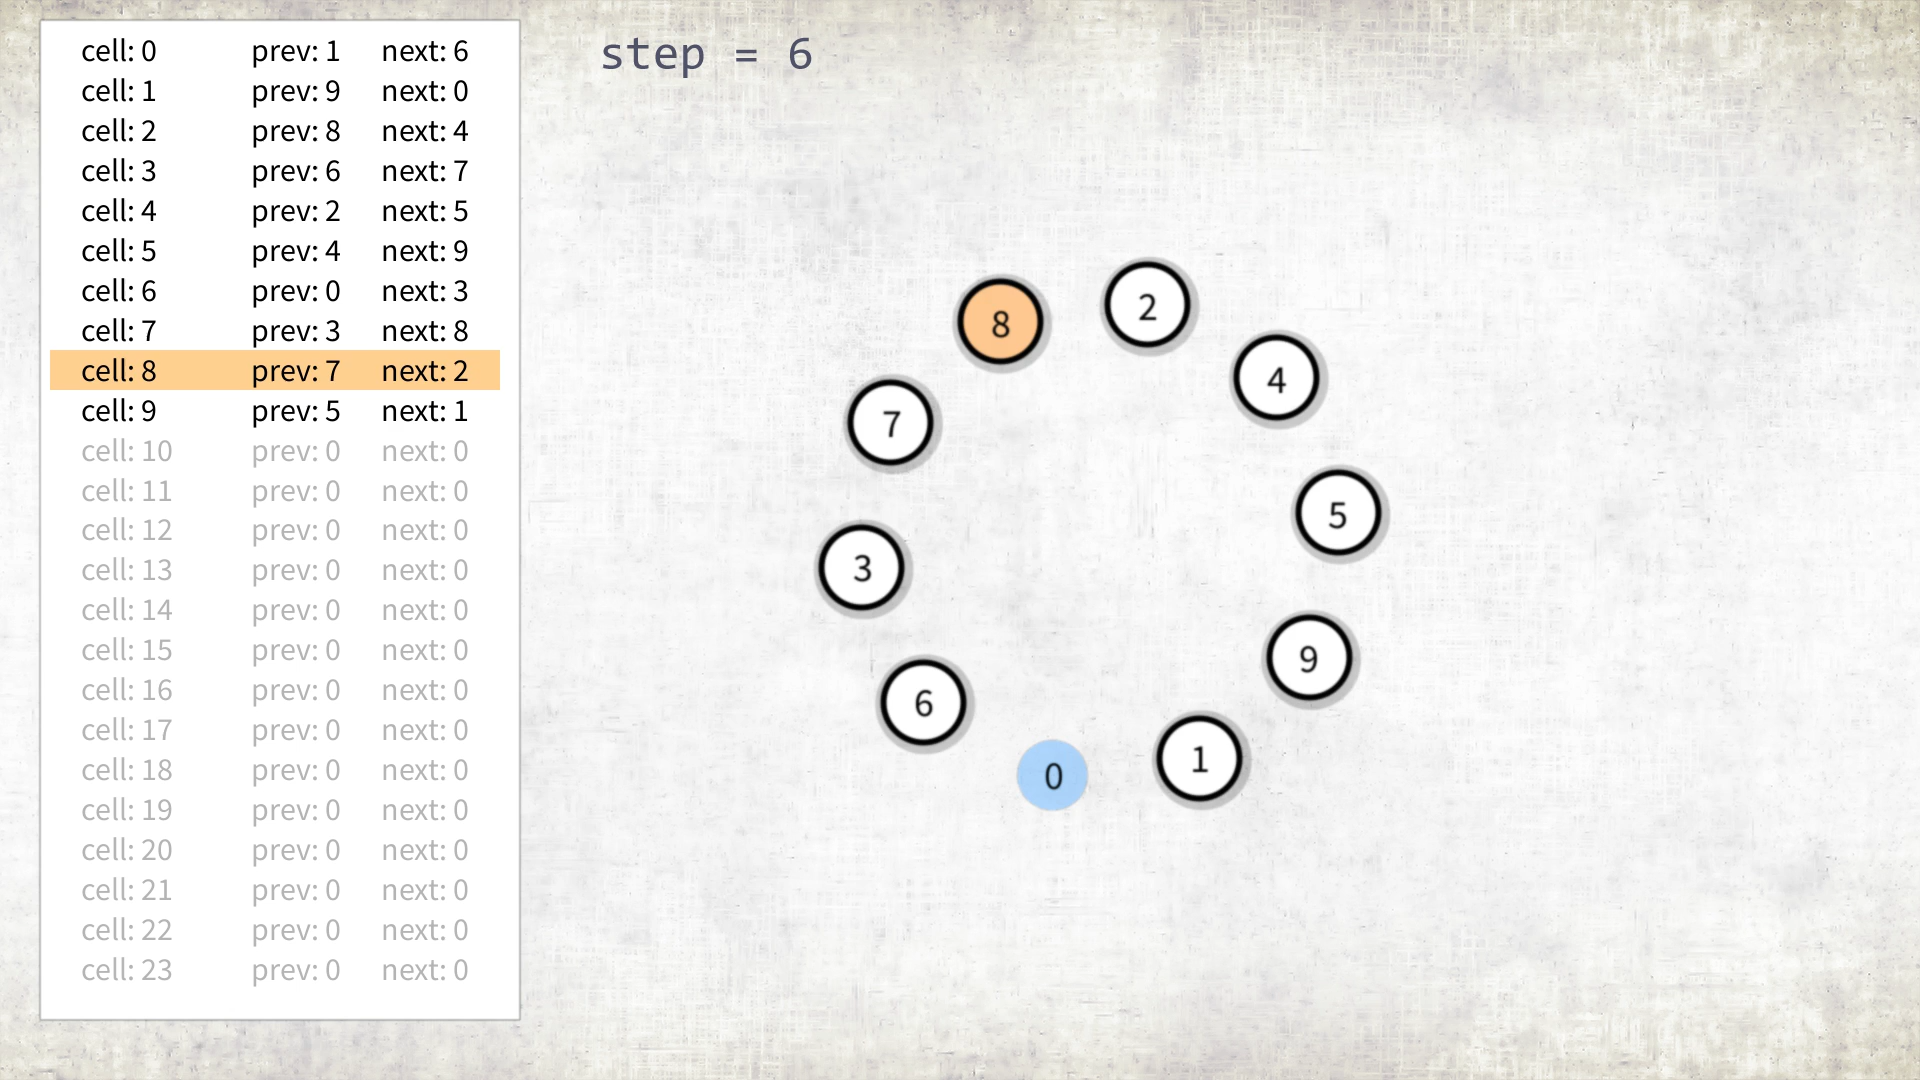 cell: 0 prev: 1 next: 6
cell: 1 prev: 9 next: 0
cell: 2 prev: 8 next: 4
cell: 3 prev: 6 next: 7
cell: 4 prev: 2 next: 5
cell: 5 prev: 4 next: 9
cell: 6 prev: 0 next: 3
cell: 7 prev: 3 next: 8
cell: 8 prev: 7 next: 2
cell: 9 prev: 5 next: 1
cell: 10 prev: 0 next: 0
cell: 11 prev: 0 next: 0
cell: 12 prev: 0 next: 0
cell: 13 prev: 0 next: 0
cell: 14 prev: 0 next: 0
cell: 15 prev: 0 next: 0
cell: 16 prev: 0 next: 0
cell: 17 prev: 0 next: 0
cell: 18 prev: 0 next: 0
cell: 19 prev: 0 next: 0
cell: 20 prev: 0 next: 0
cell: 21 prev: 0 next: 0
cell: 22 prev: 0 next: 0
cell: 23 prev: 0 next: 0
step = 6
2
8
4
7
5
3
9
6
1
0